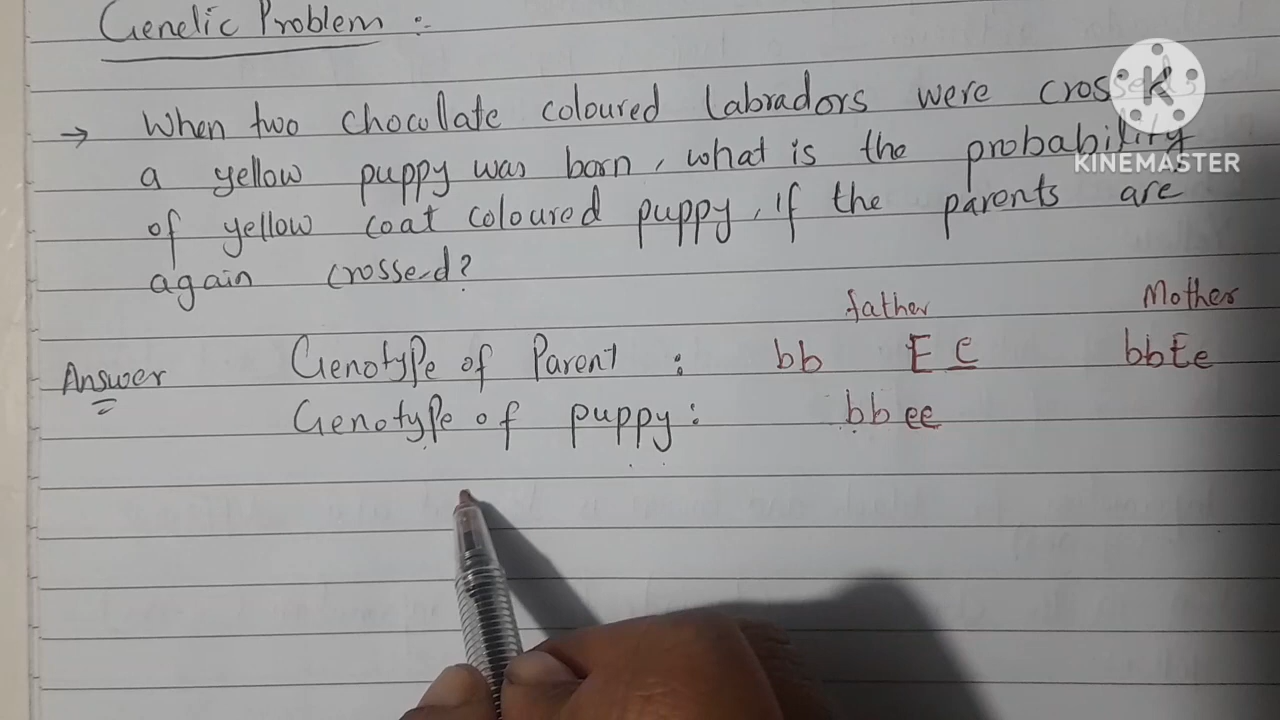 Genetic Problem :-
→ When two chocolate coloured Labradors were crossed
a yellow puppy was born, what is the probability
of yellow coat coloured puppy, if the parents are
again crossed?
father Mother
Answer Genotype of Parent : bb Ee bbEe
Genotype of puppy: bbee
K
KINEMASTER